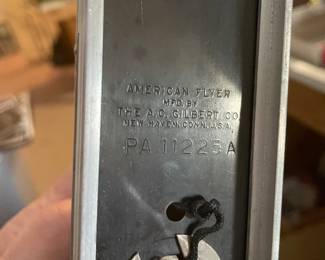 AMERICAN FLYER
MFD. BY
THE A.C. GILBERT CO.
NEW HAVEN, CONN., U.S.A.
PA 11225 A